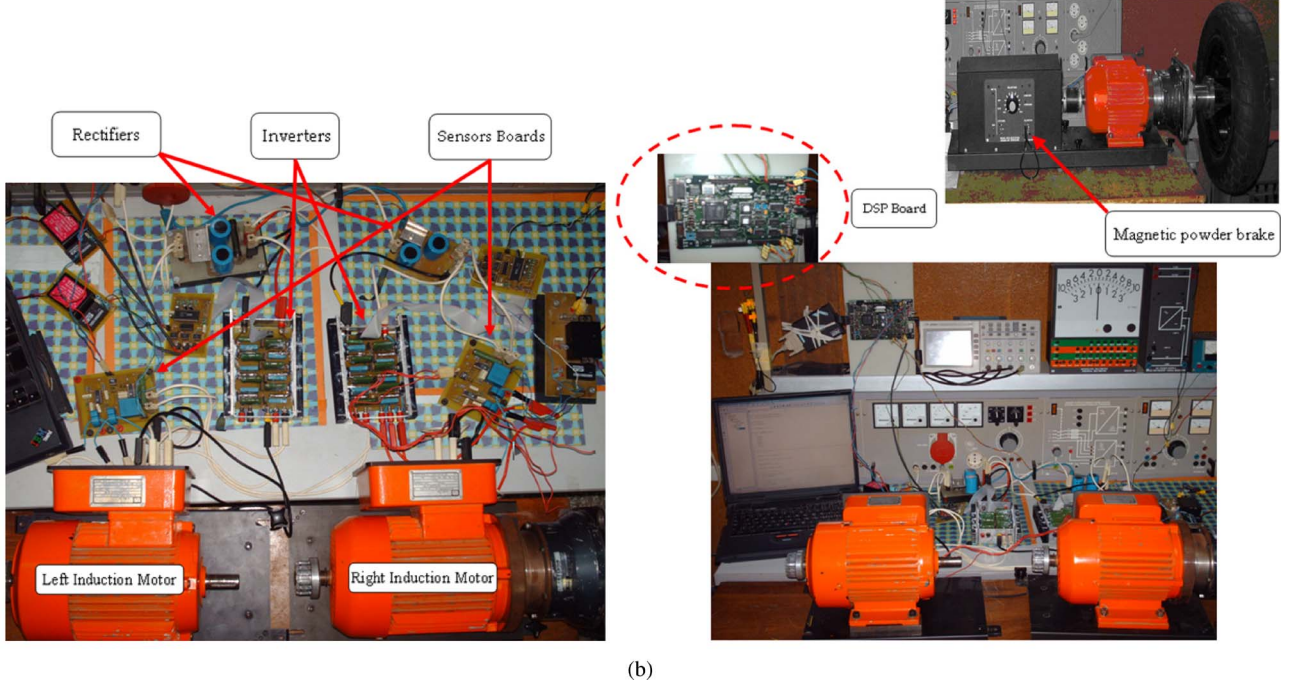 Rectifiers
Inverters
Sensors Boards
DSP Board
Magnetic powder brake
Left Induction Motor
Right Induction Motor
(b)